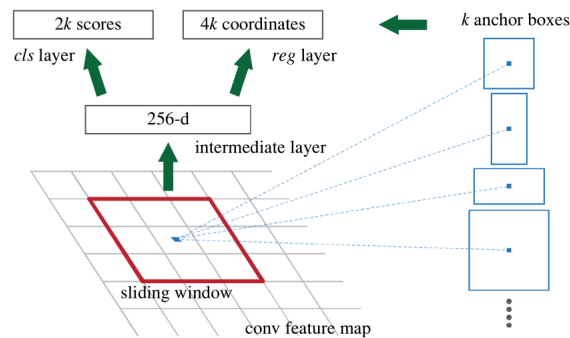 2k scores
4k coordinates
k anchor boxes
cls layer
reg layer
256-d
intermediate layer
sliding window
conv feature map